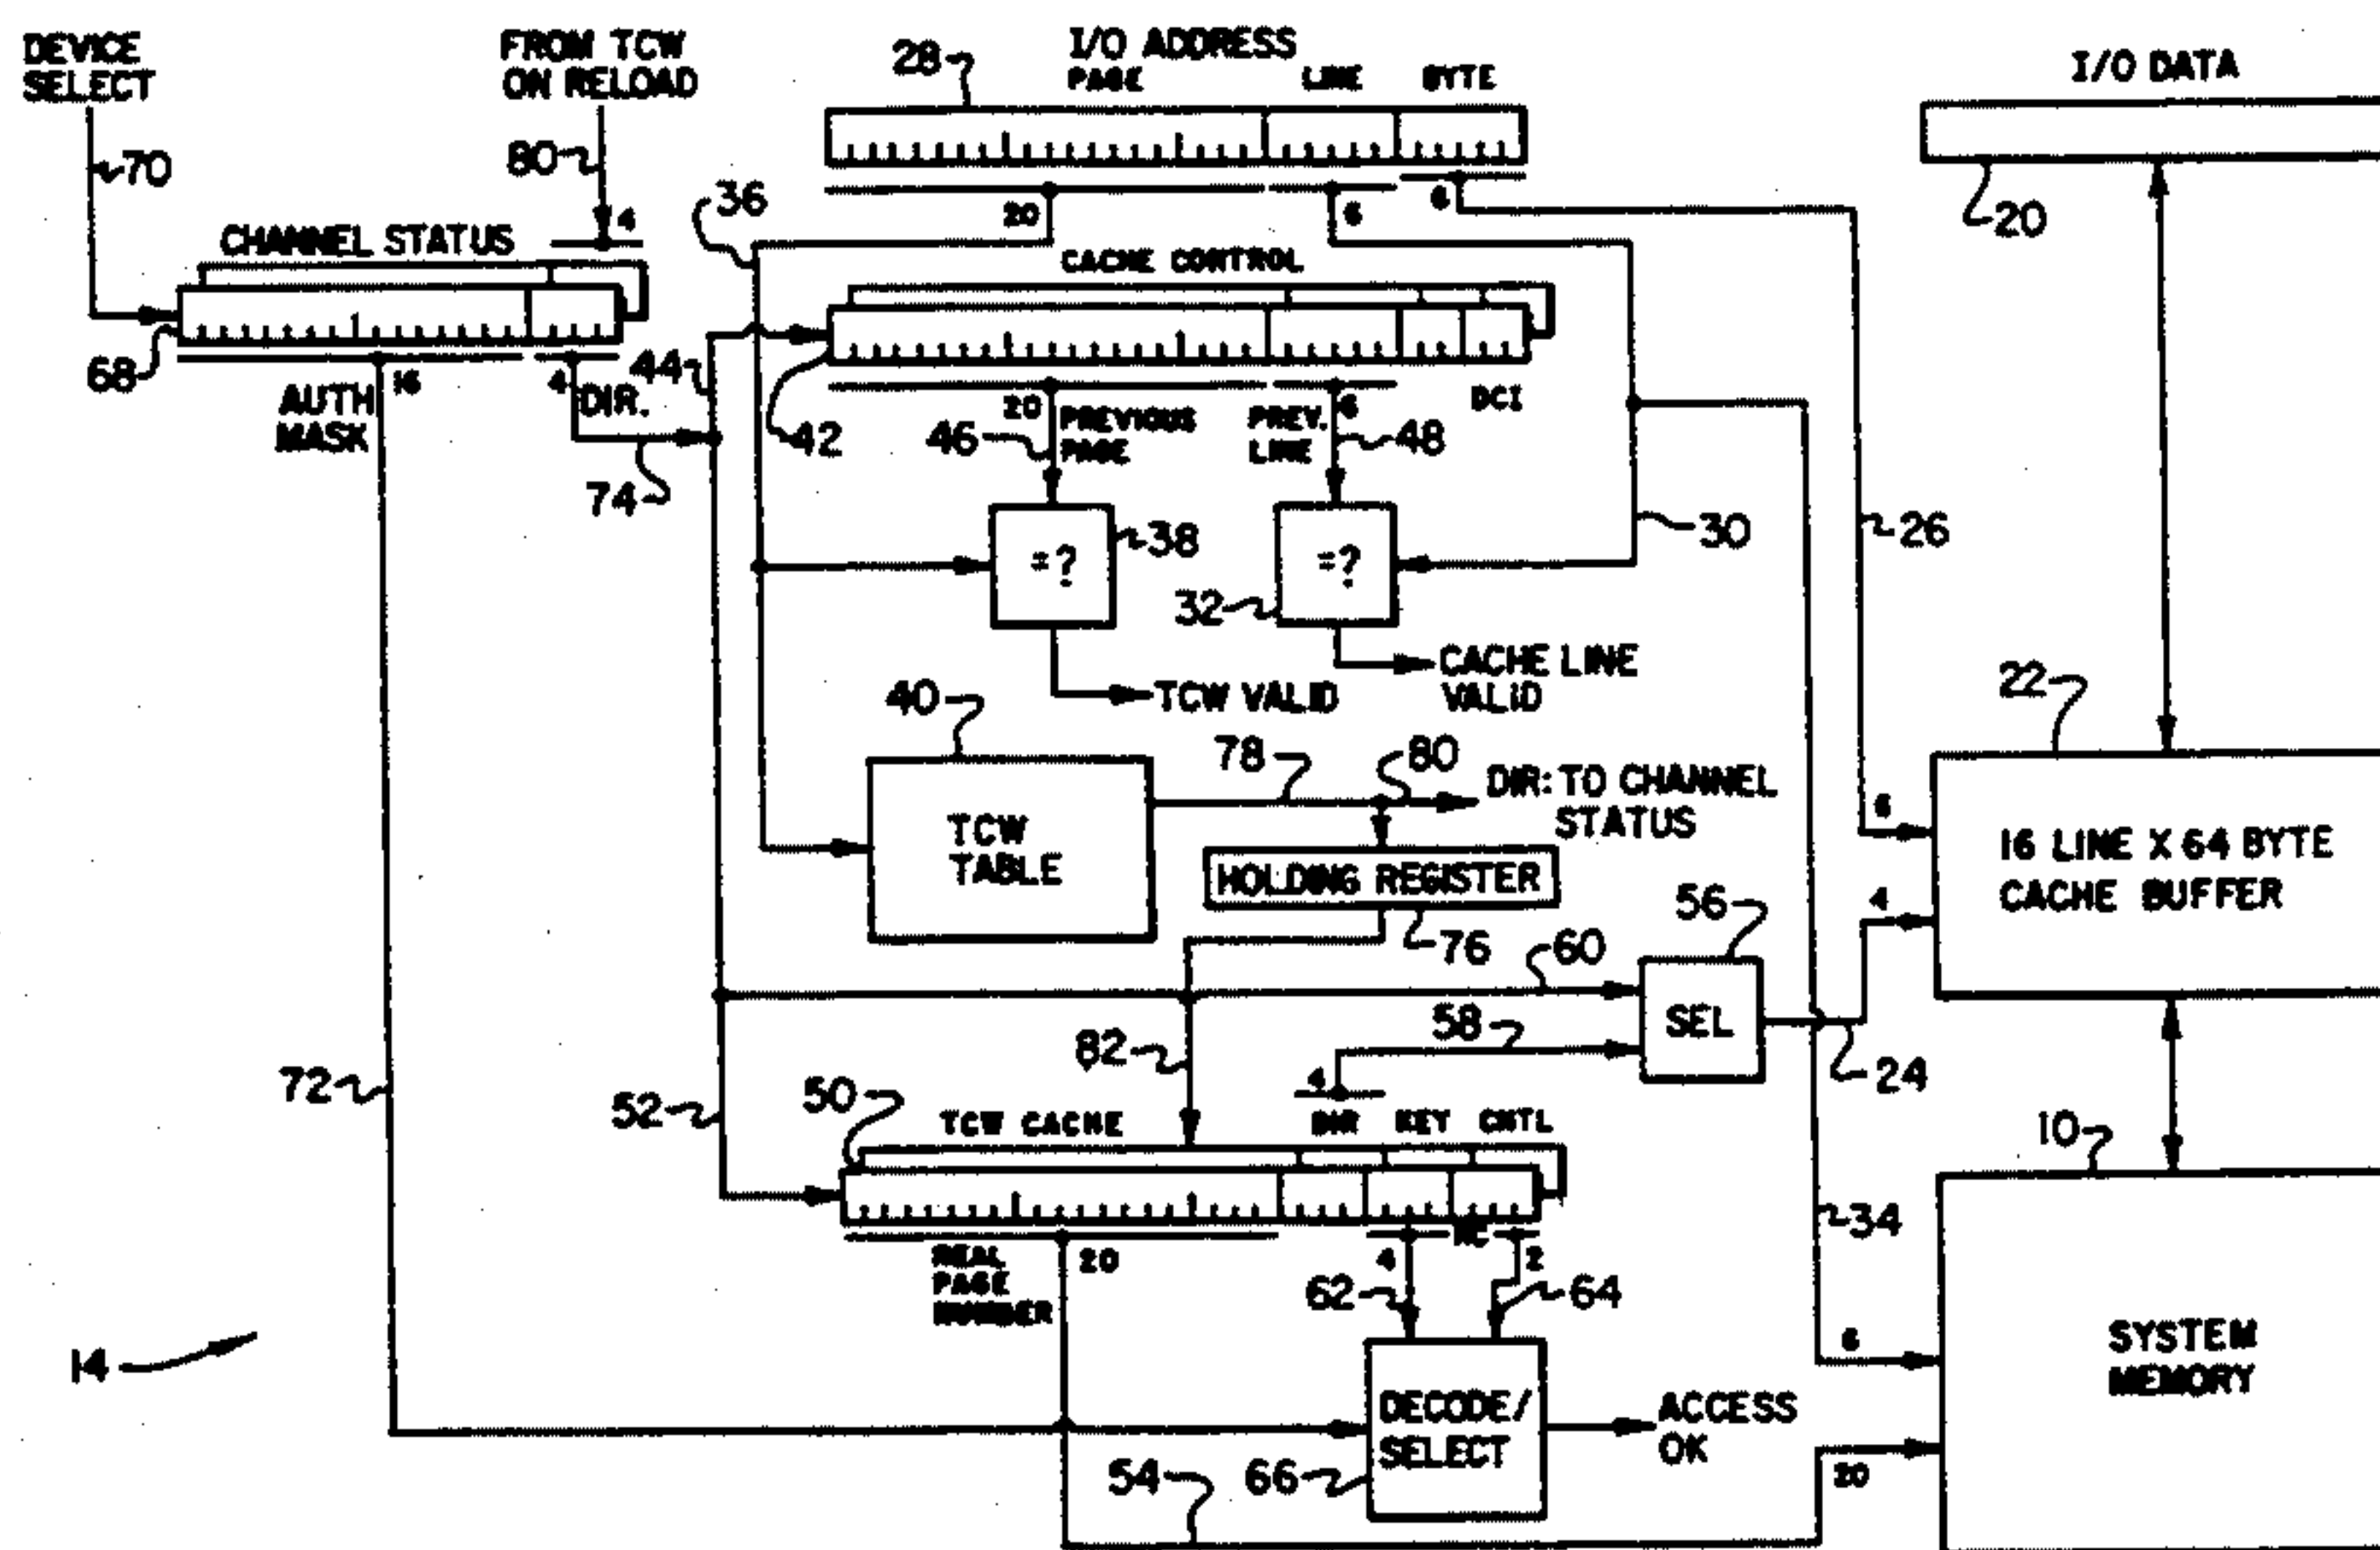 DEVICE
SELECT
FROM TCW
ON RELOAD
28
I/O ADDRESS
PAGE
LINE
BYTE
I/O DATA
70
80
4
36
20
6
6
20
CHANNEL STATUS
CACHE CONTROL
68
AUTH
MASK
16
4
DIR.
44
42
20
PREVIOUS
PAGE
46
PREV.
LINE
6
48
DCI
74
=?
38
=?
32
30
26
TCW VALID
CACHE LINE
VALID
40
78
80
DIR: TO CHANNEL
STATUS
22
TCW
TABLE
HOLDING REGISTER
76
60
56
6
4
16 LINE X 64 BYTE
CACHE BUFFER
SEL
58
24
82
72
52
50
TCW CACHE
4
DIR
KEY
CNTL
10
34
REAL
PAGE
NUMBER
20
4
2
62
64
14
DECODE/
SELECT
66
ACCESS
OK
54
6
20
SYSTEM
MEMORY